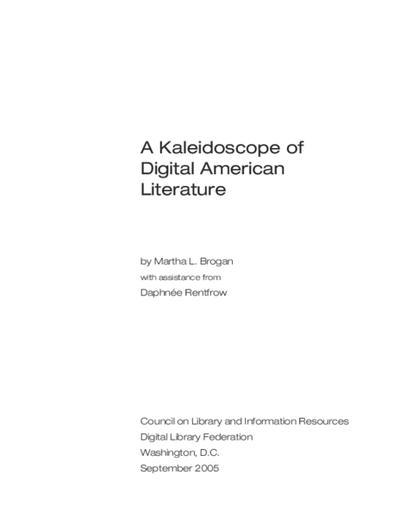 A Kaleidoscope of
Digital American
Literature
by Martha L. Brogan
with assistance from
Daphnée Rentfrow
Council on Library and Information Resources
Digital Library Federation
Washington, D.C.
September 2005